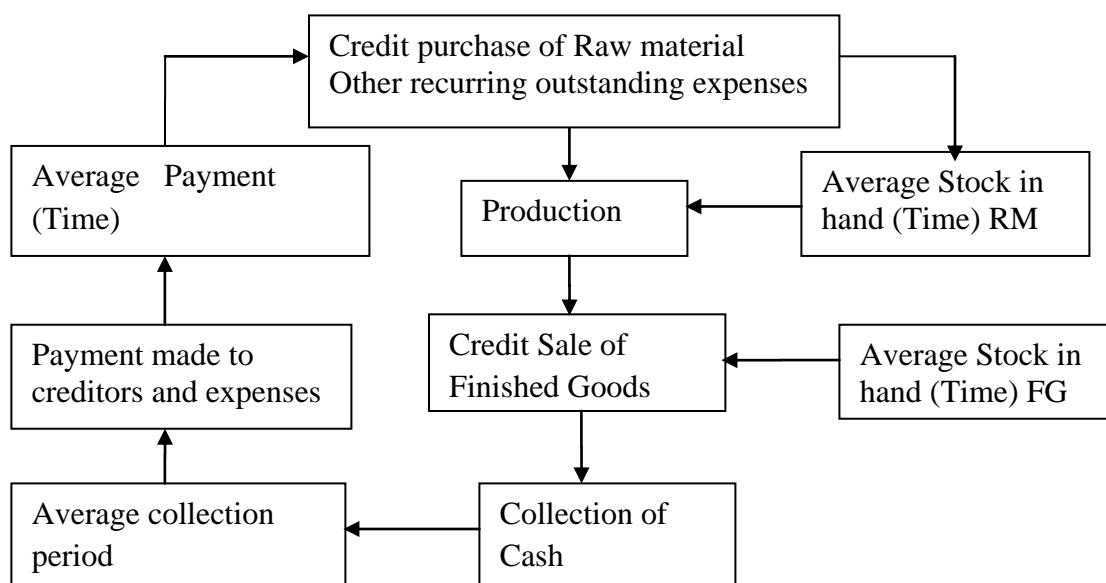 Credit purchase of Raw material
Other recurring outstanding expenses
Average Payment
(Time)
Production
Average Stock in
hand (Time) RM
Payment made to
creditors and expenses
Credit Sale of
Finished Goods
Average Stock in
hand (Time) FG
Average collection
period
Collection of
Cash